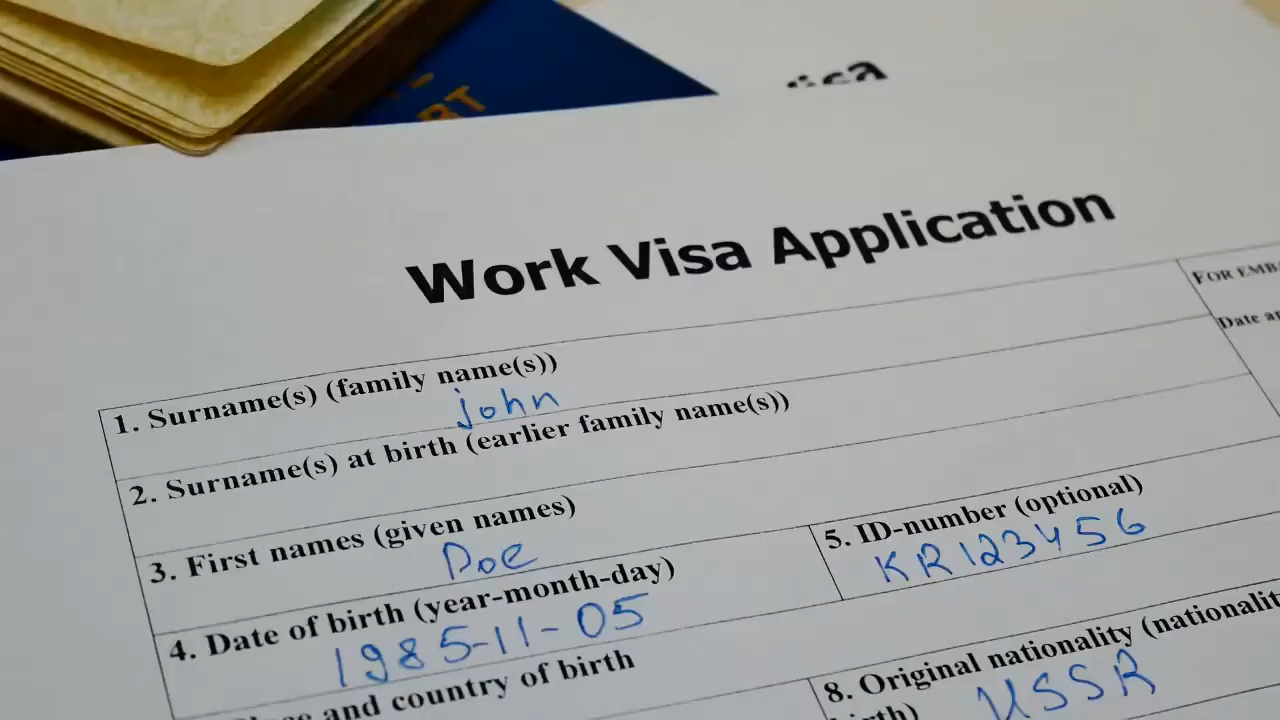 Work Visa Application
FOR EMBA
Date
1. Surname(s) (family name(s))
john
2. Surname(s) at birth (earlier family name(s))
3. First names (given names)
Doe
5. ID-number (optional)
KR123456
4. Date of birth (year-month-day)
1985-11-05
and country of birth
8. Original nationality (nationalit
USSR